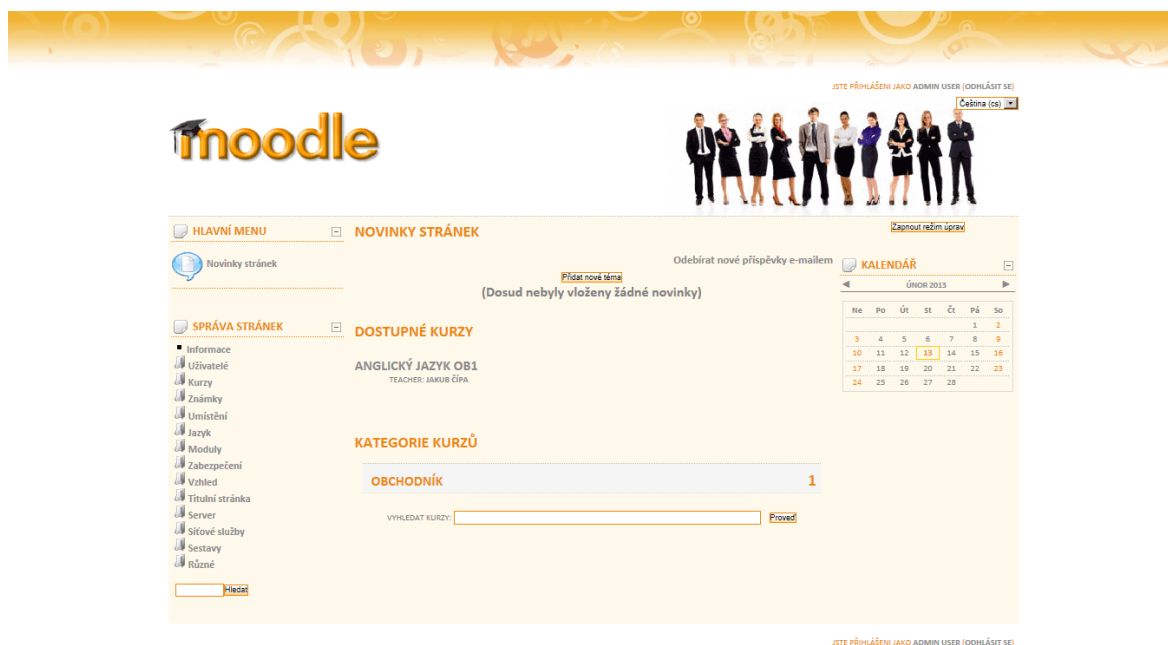 JSTE PŘIHLÁŠENI JAKO ADMIN USER (ODHLÁSIT SE)
Čeština (cs)
moodle
HLAVNÍ MENU
Novinky stránek
SPRÁVA STRÁNEK
Informace
Uživatelé
Kurzy
Známky
Umístění
Jazyk
Moduly
Zabezpečení
Vzhled
Titulní stránka
Server
Síťové služby
Sestavy
Různé
Hledat
NOVINKY STRÁNEK
Odebírat nové příspěvky e-mailem
Přidat nové téma
(Dosud nebyly vloženy žádné novinky)
DOSTUPNÉ KURZY
ANGLICKÝ JAZYK OB1
TEACHER: JAKUB ČÍPA
KATEGORIE KURZŮ
OBCHODNÍK 1
VYHLEDAT KURZY: Proveď
Zapnout režim úprav
KALENDÁŘ
ÚNOR 2013
Ne Po Út St Čt Pá So
1 2
3 4 5 6 7 8 9
10 11 12 13 14 15 16
17 18 19 20 21 22 23
24 25 26 27 28
JSTE PŘIHLÁŠENI JAKO ADMIN USER (ODHLÁSIT SE)